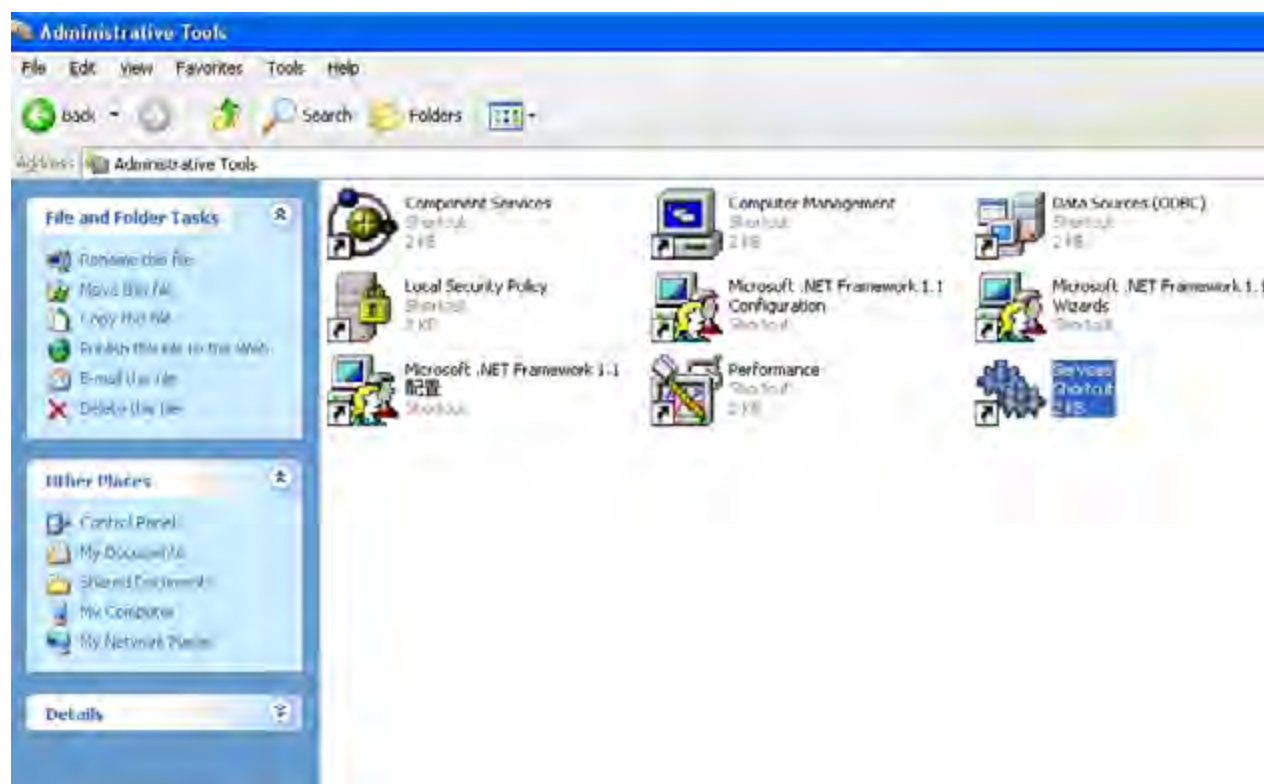 Administrative Tools
File Edit View Favorites Tools Help
Back Search Folders
Address Administrative Tools
File and Folder Tasks
Rename this file
Move this file
Copy this file
Publish this file to the Web
E-mail this file
Delete this file
Other Places
Control Panel
My Documents
Shared Documents
My Computer
My Network Places
Details
Component Services
Shortcut
2 KB
Computer Management
Shortcut
2 KB
Data Sources (ODBC)
Shortcut
2 KB
Local Security Policy
Shortcut
2 KB
Microsoft .NET Framework 1.1
Configuration
Shortcut
Microsoft .NET Framework 1.1
Wizards
Shortcut
Microsoft .NET Framework 1.1
配置
Shortcut
Performance
Shortcut
2 KB
Services
Shortcut
2 KB